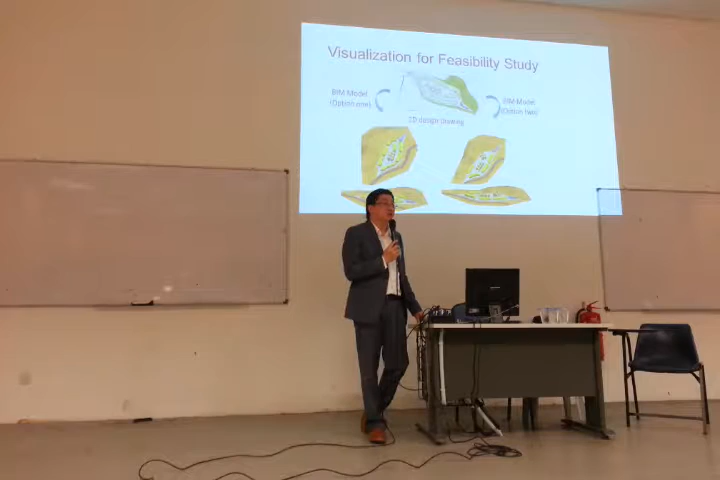 Visualization for Feasibility Study
BIM Model
(Option one)
BIM Model
(Option two)
2D design drawing